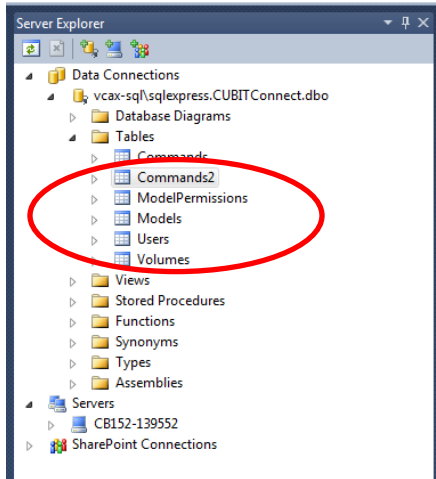 Server Explorer
Data Connections
vcax-sql\sqlexpress.CUBITConnect.dbo
Database Diagrams
Tables
Commands
Commands2
ModelPermissions
Models
Users
Volumes
Views
Stored Procedures
Functions
Synonyms
Types
Assemblies
Servers
CB152-139552
SharePoint Connections